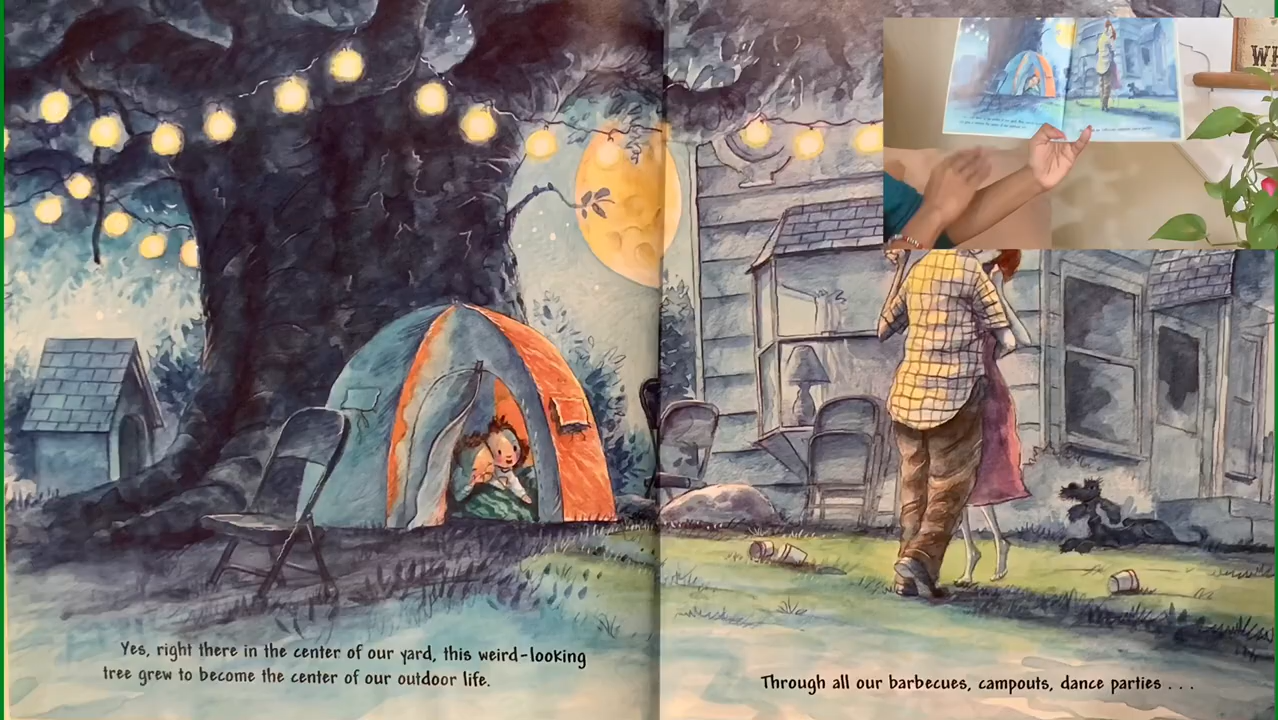 Yes, right there in the center of our yard, this weird-looking
tree grew to become the center of our outdoor life.
Through all our barbecues, campouts, dance parties . . .